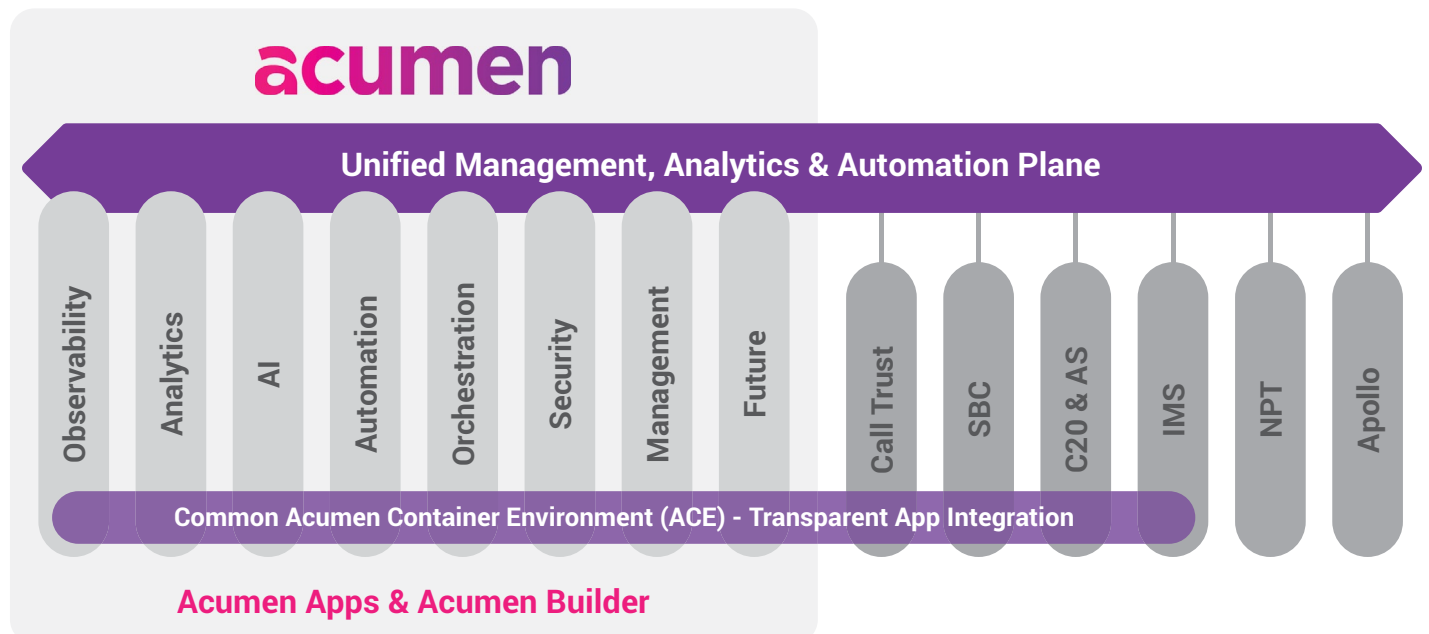 acumen
Unified Management, Analytics & Automation Plane
Observability
Analytics
AI
Automation
Orchestration
Security
Management
Future
Call Trust
SBC
C20 & AS
IMS
NPT
Apollo
Common Acumen Container Environment (ACE) - Transparent App Integration
Acumen Apps & Acumen Builder